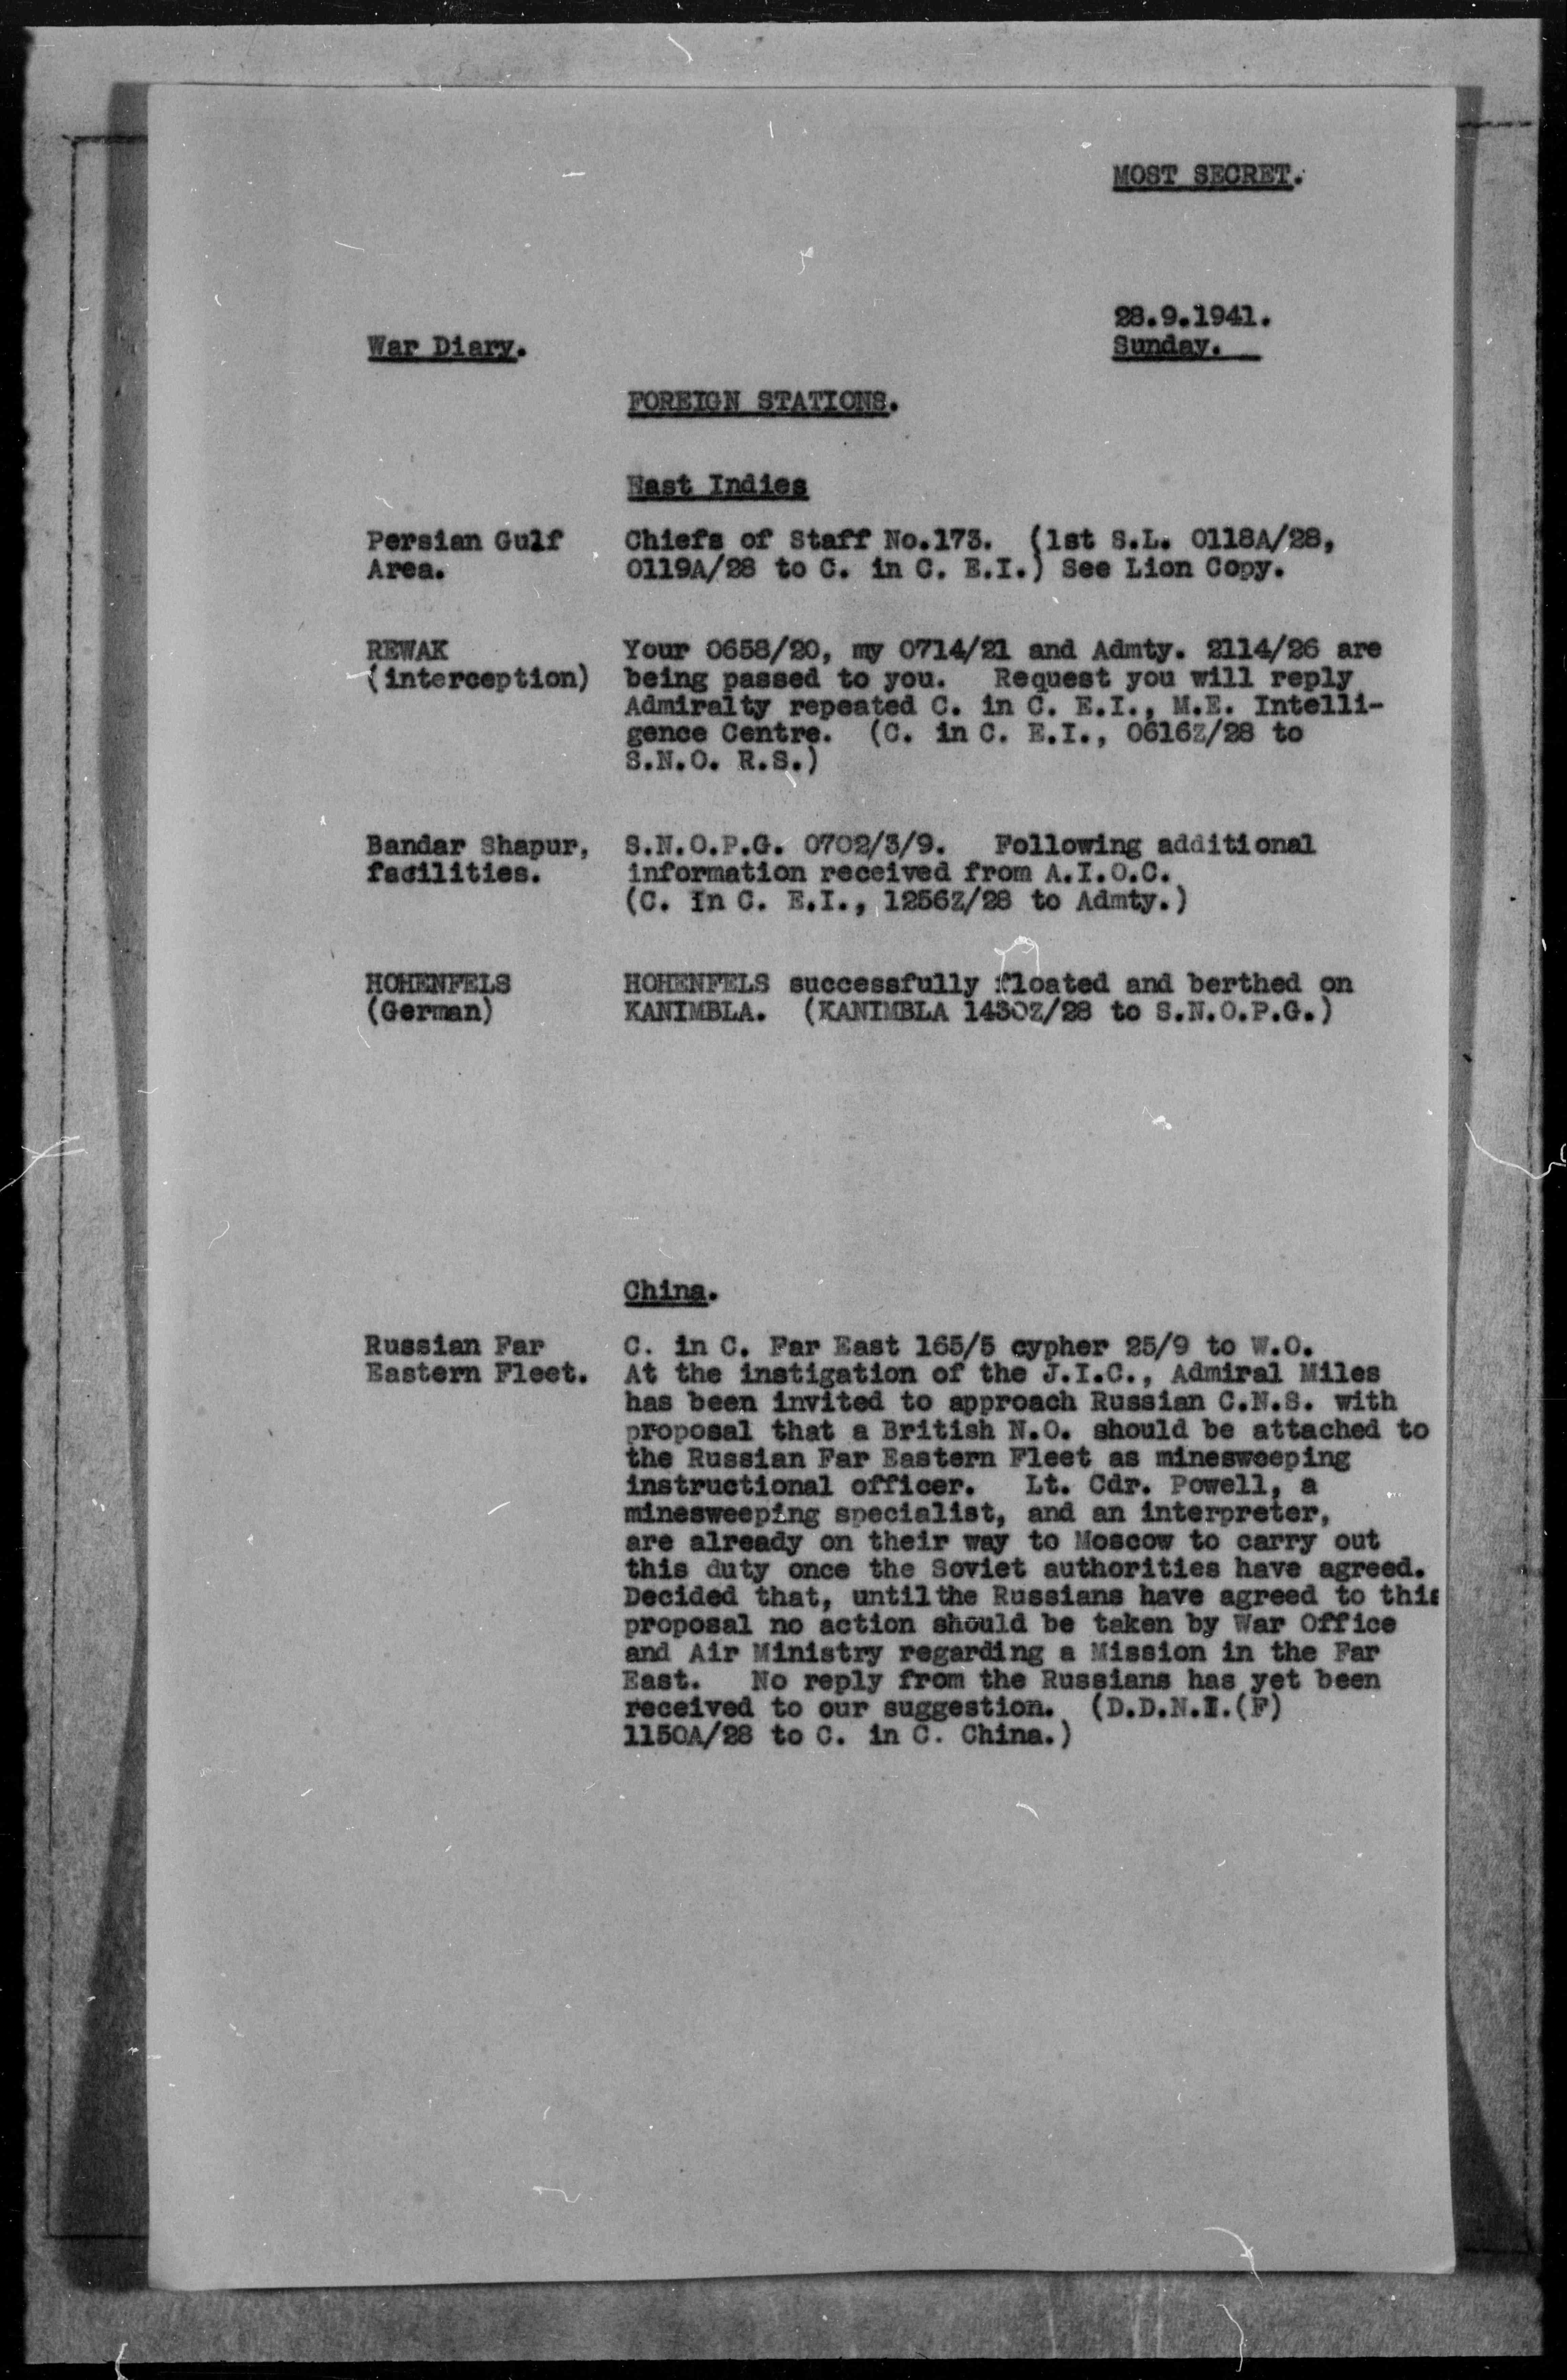 MOST SECRET.
28.9.1941.
War Diary.
Sunday.
FOREIGN STATIONS.
East Indies
Persian Gulf Area.
Chiefs of Staff No.173. (1st S.L. 0118A/28,
0119A/28 to C. in C. E.I.) See Lion Copy.
REWAK
(interception)
Your 0658/20, my 0714/21 and Admty. 2114/26 are
being passed to you. Request you will reply
Admiralty repeated C. in C. E.I., M.E. Intelli-
gence Centre. (C. in C. E.I., 0616Z/28 to
S.N.O. R.S.)
Bandar Shapur,
facilities.
S.N.O.P.G. 0702/3/9. Following additional
information received from A.I.O.C.
(C. in C. E.I., 1256Z/28 to Admty.)
HOHENFELS
(German)
HOHENFELS successfully floated and berthed on
KANIMBLA. (KANIMBLA 1430Z/28 to S.N.O.P.G.)
China.
Russian Far
Eastern Fleet.
C. in C. Far East 165/5 cypher 25/9 to W.O.
At the instigation of the J.I.C., Admiral Miles
has been invited to approach Russian C.N.S. with
proposal that a British N.O. should be attached to
the Russian Far Eastern Fleet as minesweeping
instructional officer. Lt. Cdr. Powell, a
minesweeping specialist, and an interpreter,
are already on their way to Moscow to carry out
this duty once the Soviet authorities have agreed.
Decided that, untilthe Russians have agreed to this
proposal no action should be taken by War Office
and Air Ministry regarding a Mission in the Far
East. No reply from the Russians has yet been
received to our suggestion. (D.D.N.I.(F)
1150A/28 to C. in C. China.)